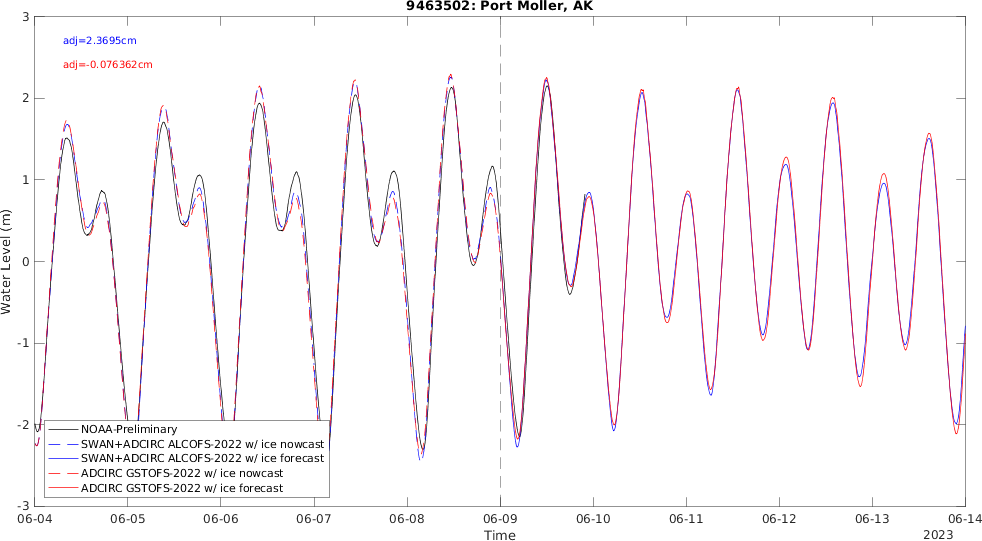 9463502: Port Moller, AK
adj=2.3695cm
adj=-0.076362cm
Water Level (m)
3
2
1
0
-1
-2
-3
NOAA-Preliminary
SWAN+ADCIRC ALCOFS-2022 w/ ice nowcast
SWAN+ADCIRC ALCOFS-2022 w/ ice forecast
ADCIRC GSTOFS-2022 w/ ice nowcast
ADCIRC GSTOFS-2022 w/ ice forecast
06-04 06-05 06-06 06-07 06-08 06-09 06-10 06-11 06-12 06-13 06-14
Time
2023